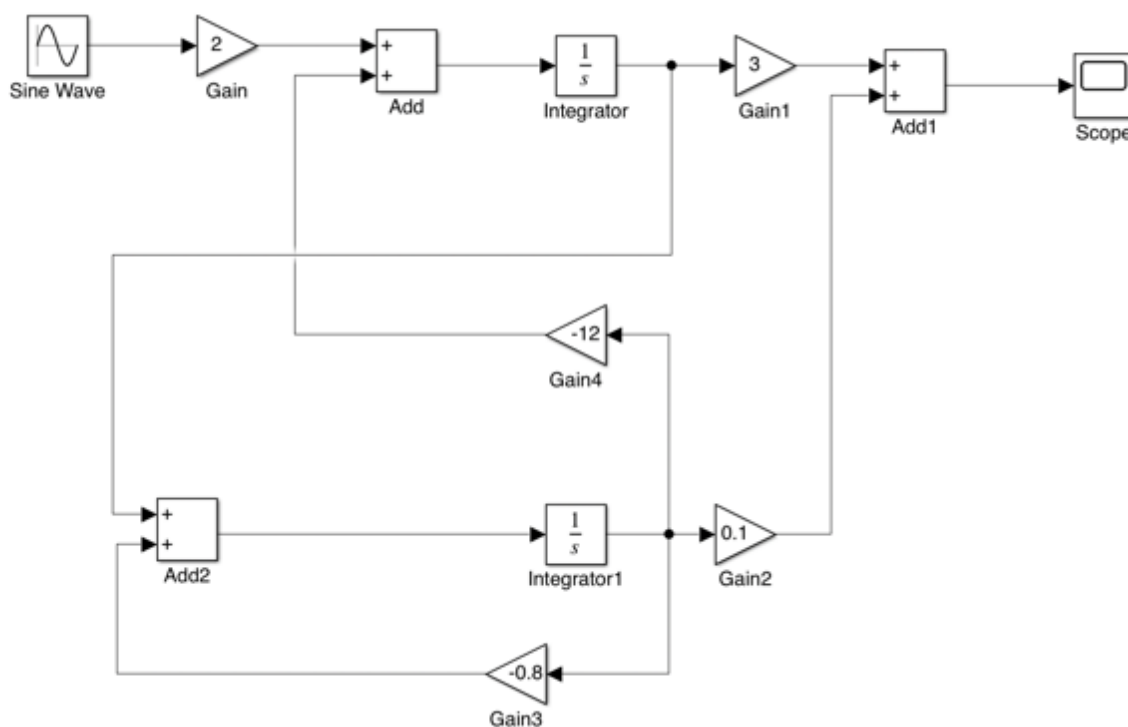 2
+
+
1
s
3
+
+
Sine Wave
Gain
Add
Integrator
Gain1
Add1
Scope
-12
Gain4
+
+
1
s
0.1
Add2
Integrator1
Gain2
-0.8
Gain3